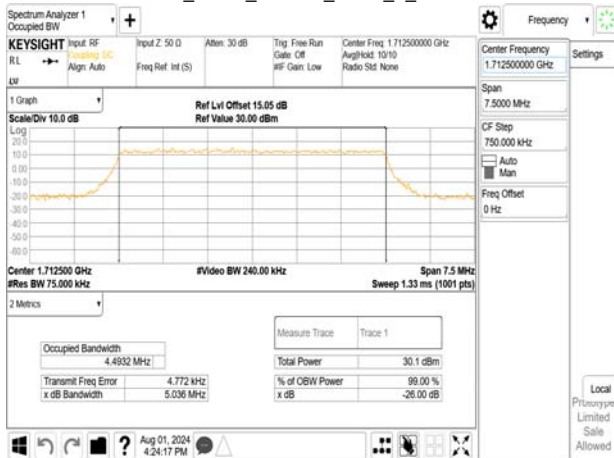 Spectrum Analyzer 1
Occupied BW
+
Frequency
KEYSIGHT
Input: RF
Coupling: DC
Align: Auto
RL
Input Z: 50 Ω
Freq Ref: Int (S)
Atten: 30 dB
Trig: Free Run
Gate: Off
#IF Gain: Low
Center Freq: 1.712500000 GHz
Avg|Hold: 10/10
Radio Std: None
Center Frequency
1.712500000 GHz
Settings
Span
7.5000 MHz
CF Step
750.000 kHz
Auto
Man
Freq Offset
0 Hz
1 Graph
Scale/Div 10.0 dB
Ref Lvl Offset 15.05 dB
Ref Value 30.00 dBm
Log
20.0
10.0
0.00
-10.0
-20.0
-30.0
-40.0
-50.0
-60.0
Center 1.712500 GHz
#Video BW 240.00 kHz
Span 7.5 MHz
#Res BW 75.000 kHz
Sweep 1.33 ms (1001 pts)
2 Metrics
Measure Trace Trace 1
Occupied Bandwidth
4.4932 MHz
Total Power 30.1 dBm
Transmit Freq Error 4.772 kHz
% of OBW Power 99.00 %
x dB Bandwidth 5.036 MHz
x dB -26.00 dB
Local
Prototype
Limited
Sale
Allowed
?
Aug 01, 2024
4:24:17 PM